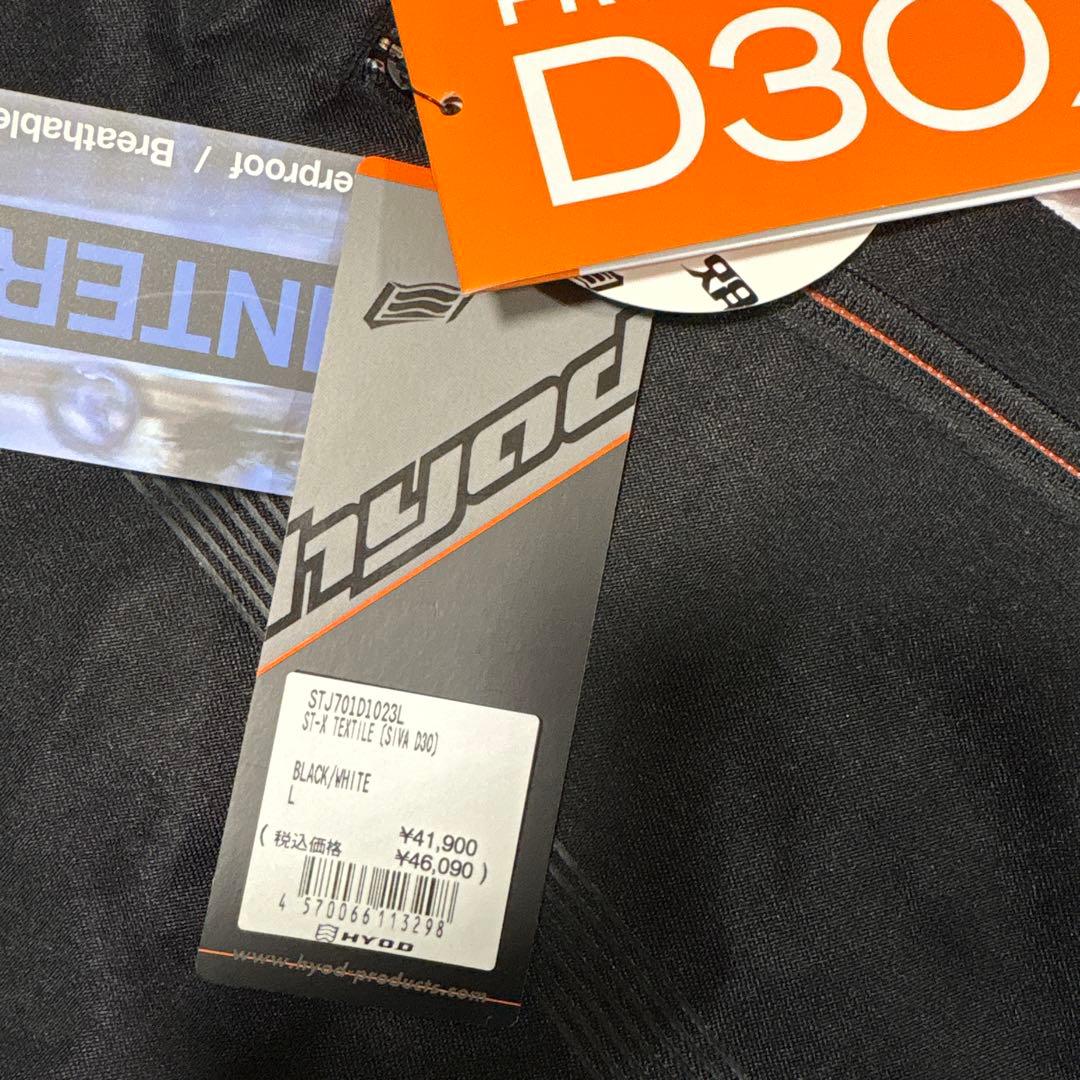 D3O
erproof / Breathable
INTER
hyod
STJ701D1023L
ST-X TEXTILE (SIVA D3O)
BLACK/WHITE
L
¥41,900
( 税込価格 ¥46,090 )
4 570066 113298
HYOD
www.hyod-products.com